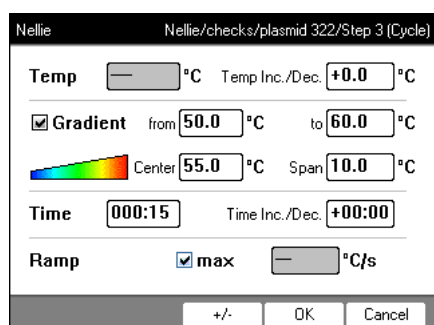 Nellie Nellie/checks/plasmid 322/Step 3 (Cycle)
Temp — °C Temp Inc./Dec. +0.0 °C
Gradient from 50.0 °C to 60.0 °C
Center 55.0 °C Span 10.0 °C
Time 000:15 Time Inc./Dec. +00:00
Ramp max — °C/s
+/- OK Cancel